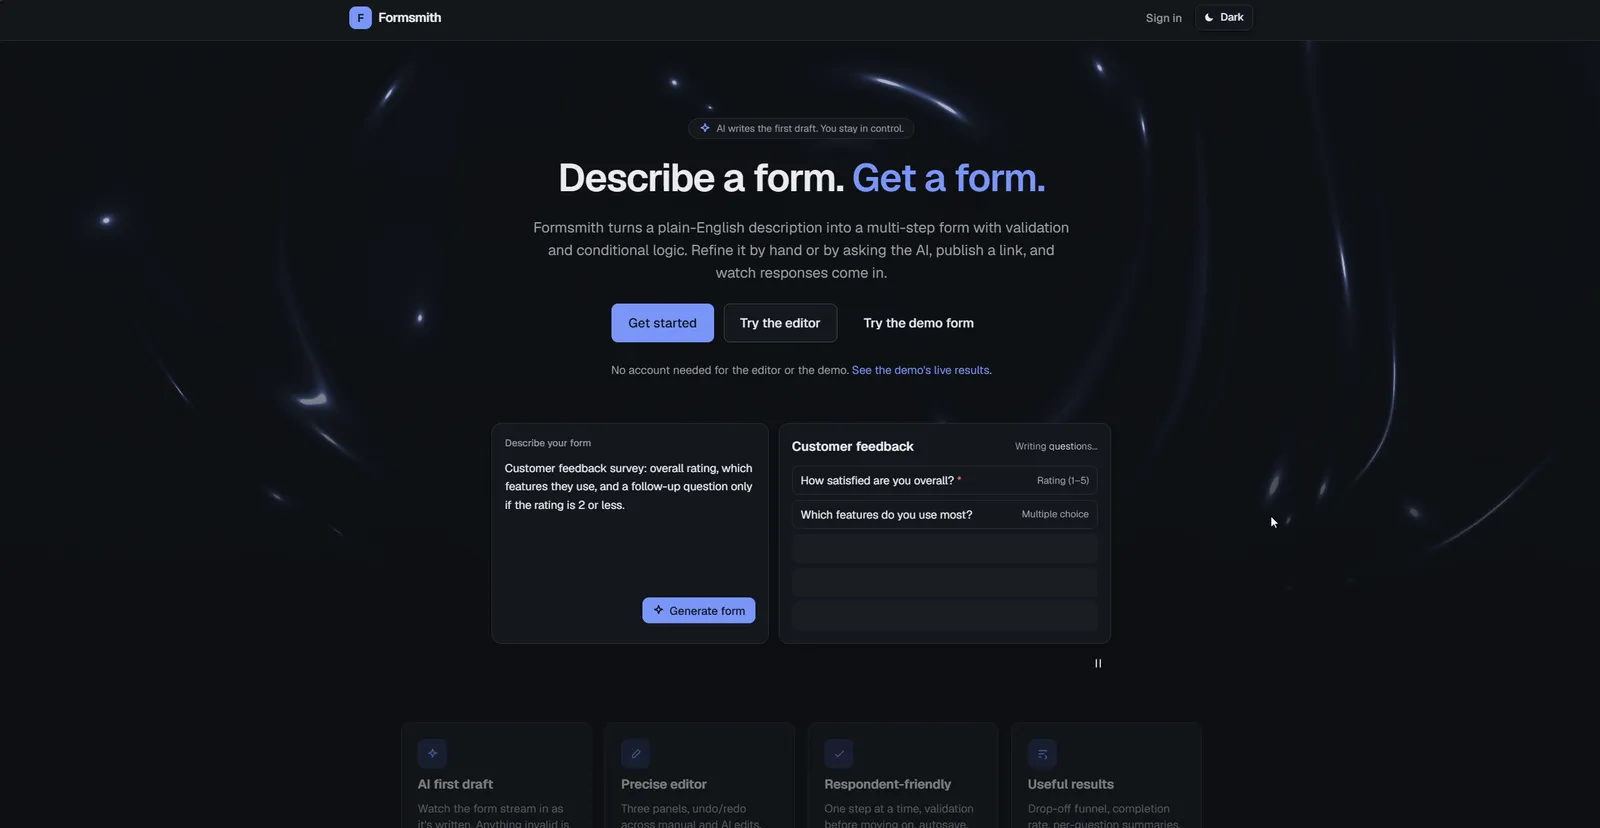 F Formsmith
Sign in
Dark
AI writes the first draft. You stay in control.
Describe a form. Get a form.
Formsmith turns a plain-English description into a multi-step form with validation
and conditional logic. Refine it by hand or by asking the AI, publish a link, and
watch responses come in.
Get started
Try the editor
Try the demo form
No account needed for the editor or the demo. See the demo's live results.
Describe your form
Customer feedback survey: overall rating, which
features they use, and a follow-up question only
if the rating is 2 or less.
Generate form
Customer feedback
Writing questions...
How satisfied are you overall? *
Rating (1–5)
Which features do you use most?
Multiple choice
AI first draft
Watch the form stream in as
it's written. Anything invalid is
Precise editor
Three panels, undo/redo
across manual and AI edits,
Respondent-friendly
One step at a time, validation
before moving on, autosave,
Useful results
Drop-off funnel, completion
rate, per-question summaries,